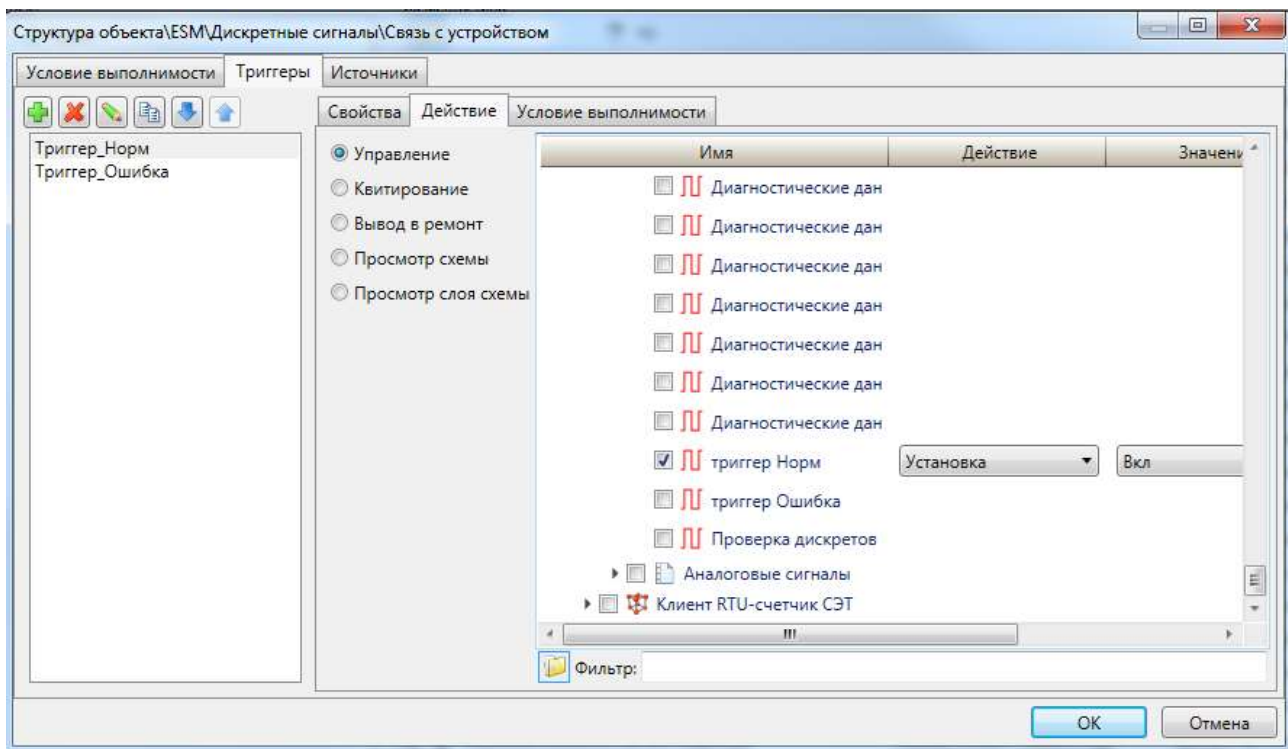 Структура объекта\ESM\Дискретные сигналы\Связь с устройством
Условие выполнимости Триггеры Источники
Свойства Действие Условие выполнимости
Триггер_Норм
Триггер_Ошибка
Управление
Квитирование
Вывод в ремонт
Просмотр схемы
Просмотр слоя схемы
Имя Действие Значени
Диагностические дан
Диагностические дан
Диагностические дан
Диагностические дан
Диагностические дан
Диагностические дан
Диагностические дан
триггер Норм Установка Вкл
триггер Ошибка
Проверка дискретов
Аналоговые сигналы
Клиент RTU-счетчик СЭТ
Фильтр:
OK Отмена